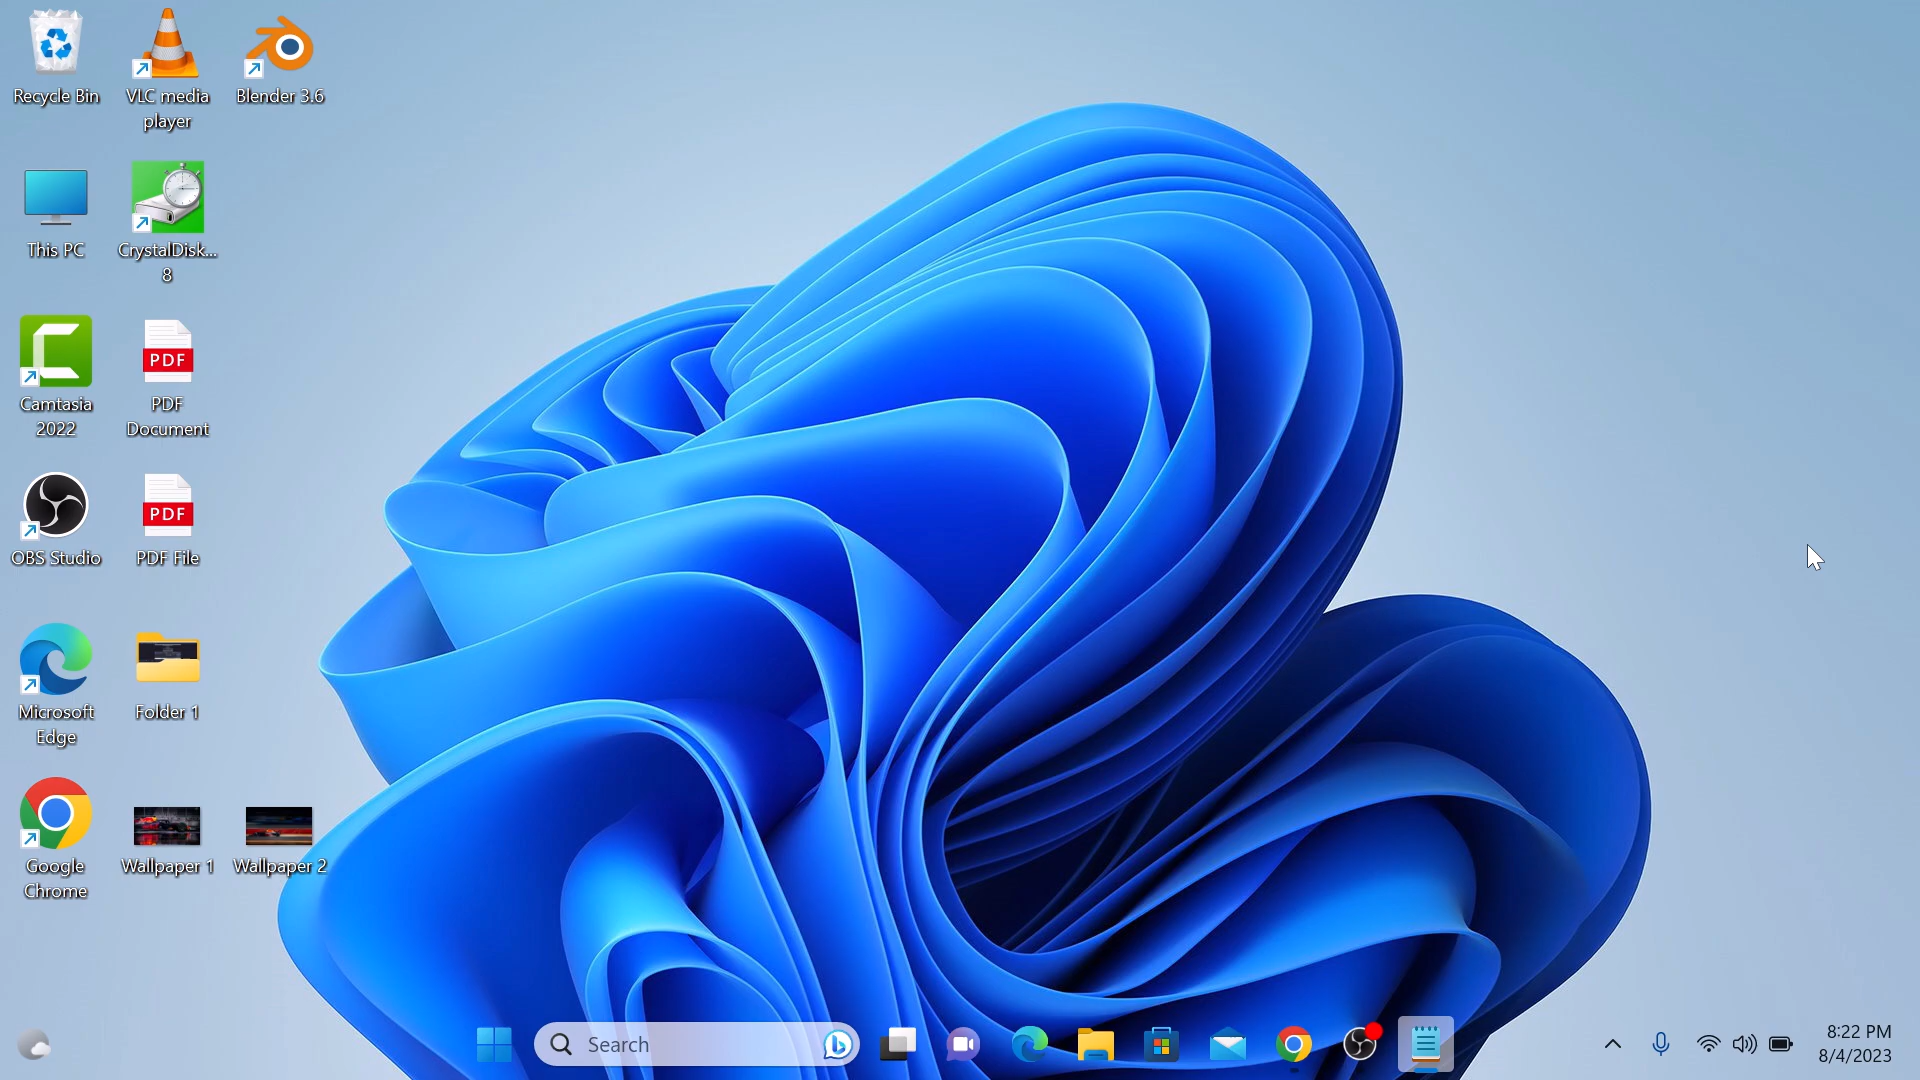 Recycle Bin
VLC media
player
Blender 3.6
This PC
CrystalDisk...
8
Camtasia
2022
PDF
PDF
Document
OBS Studio
PDF
PDF File
Microsoft
Edge
Folder 1
Google
Chrome
Wallpaper 1
Wallpaper 2
Search
8:22 PM
8/4/2023